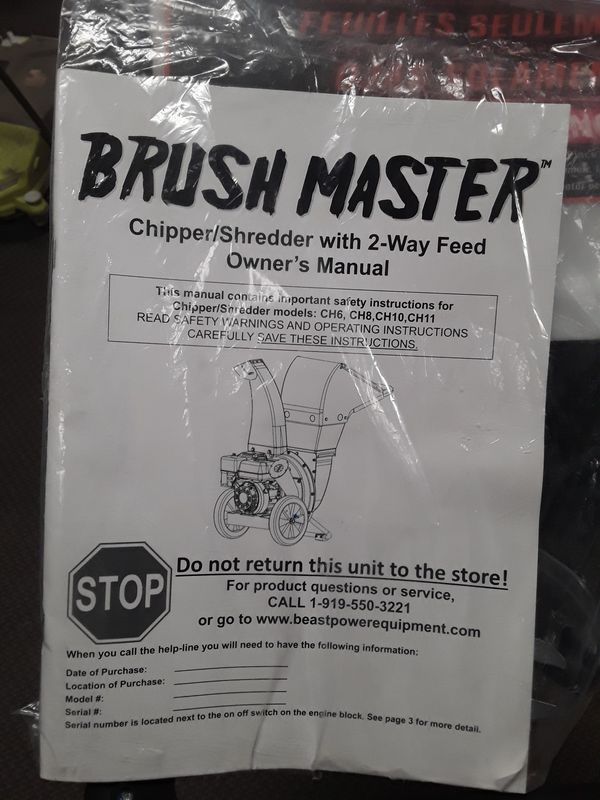 FEUILLES SEULEM
BRUSH MASTER™
Chipper/Shredder with 2-Way Feed
Owner's Manual
This manual contains important safety instructions for
Chipper/Shredder models: CH6, CH8,CH10,CH11
READ SAFETY WARNINGS AND OPERATING INSTRUCTIONS
CAREFULLY SAVE THESE INSTRUCTIONS.
STOP
Do not return this unit to the store!
For product questions or service,
CALL 1-919-550-3221
or go to www.beastpowerequipment.com
When you call the help-line you will need to have the following information:
Date of Purchase:
Location of Purchase:
Model #:
Serial #:
Serial number is located next to the on off switch on the engine block. See page 3 for more detail.